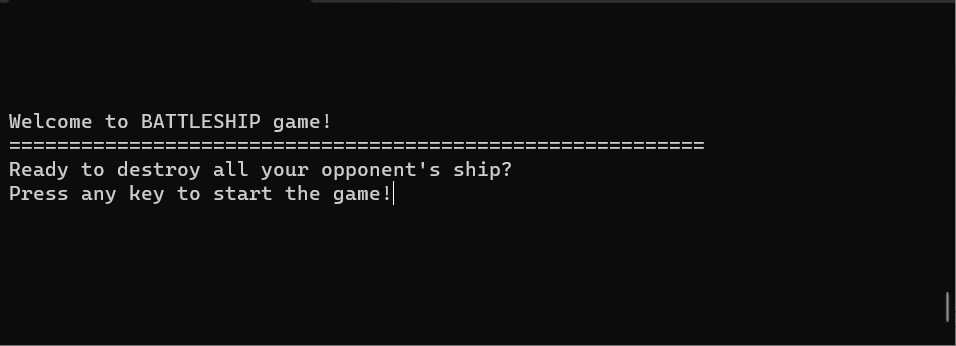 Welcome to BATTLESHIP game!
==========================================================
Ready to destroy all your opponent's ship?
Press any key to start the game!